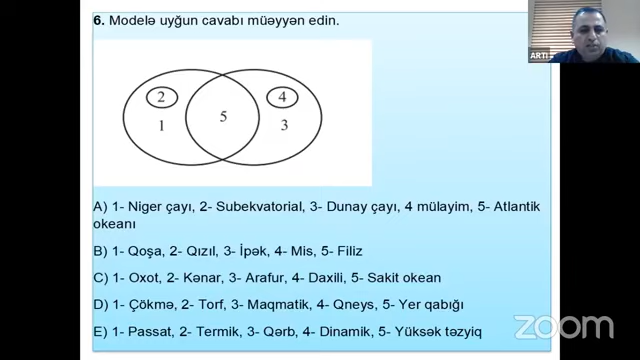 6. Modelə uyğun cavabı müəyyən edin.
2
4
5
1
3
A) 1- Niger çayı, 2- Subekvatorial, 3- Dunay çayı, 4 mülayim, 5- Atlantik
okeanı
B) 1- Qoşa, 2- Qızıl, 3- İpək, 4- Mis, 5- Filiz
C) 1- Oxot, 2- Kənar, 3- Arafur, 4- Daxili, 5- Sakit okean
D) 1- Çökmə, 2- Torf, 3- Maqmatik, 4- Qneys, 5- Yer qabığı
E) 1- Passat, 2- Termik, 3- Qərb, 4- Dinamik, 5- Yüksək təzyiq
ARTI
zoom